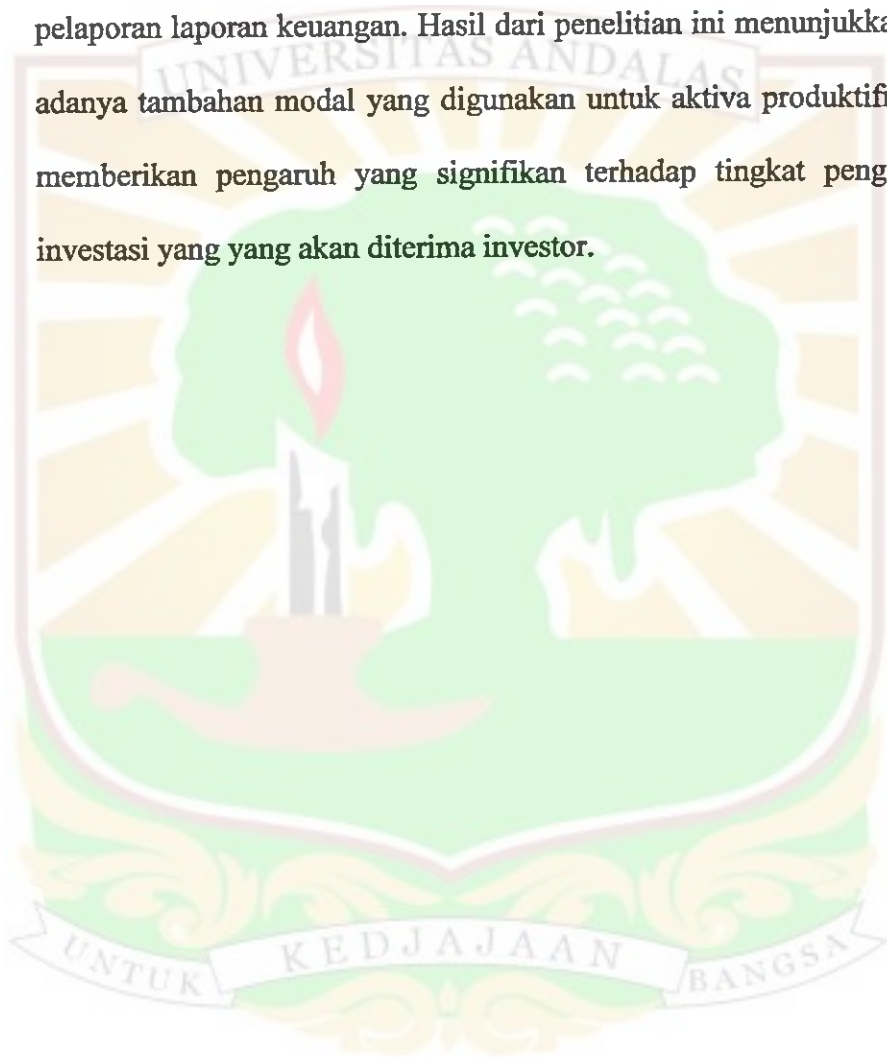 pelaporan laporan keuangan. Hasil dari penelitian ini menunjukka
adanya tambahan modal yang digunakan untuk aktiva produktif
memberikan pengaruh yang signifikan terhadap tingkat peng
investasi yang yang akan diterima investor.
UNIVERSITAS ANDALAS
UNTUK KEDJAJAAN BANGSA